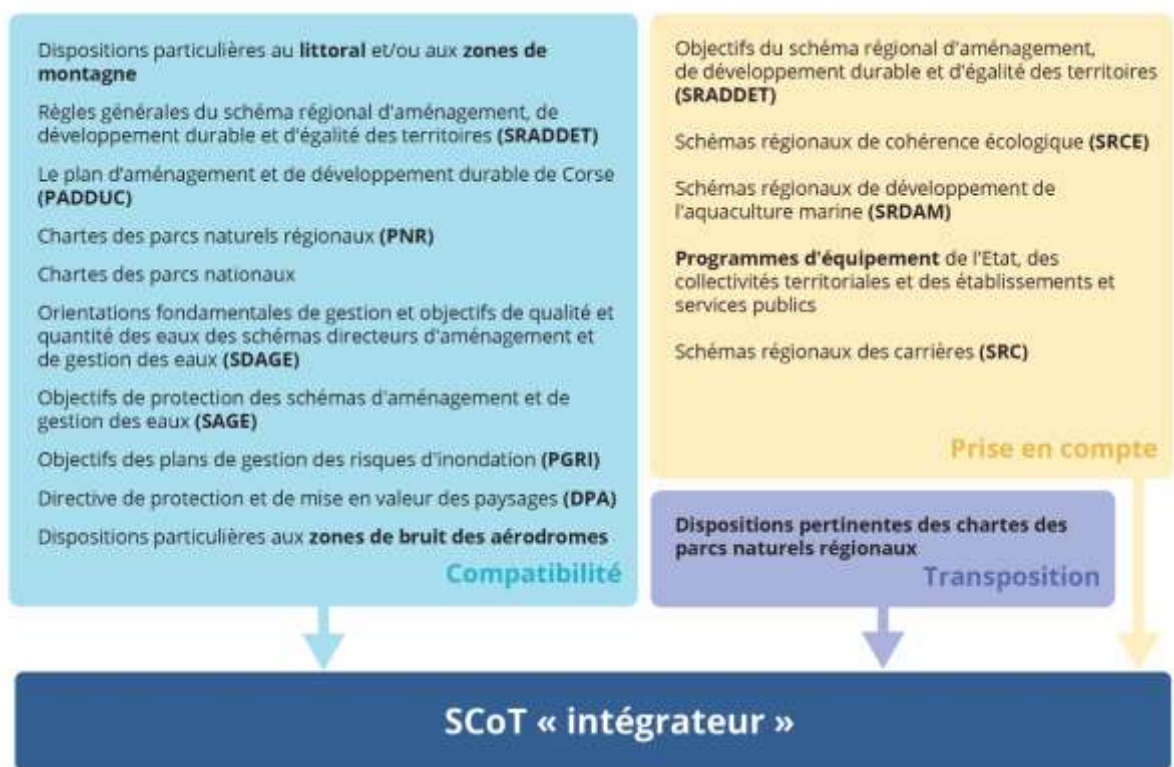 Dispositions particulières au littoral et/ou aux zones de
montagne
Règles générales du schéma régional d'aménagement, de
développement durable et d'égalité des territoires (SRADDET)
Le plan d'aménagement et de développement durable de Corse
(PADDUC)
Chartes des parcs naturels régionaux (PNR)
Chartes des parcs nationaux
Orientations fondamentales de gestion et objectifs de qualité et
quantité des eaux des schémas directeurs d'aménagement et
de gestion des eaux (SDAGE)
Objectifs de protection des schémas d'aménagement et de
gestion des eaux (SAGE)
Objectifs des plans de gestion des risques d'inondation (PGRI)
Directive de protection et de mise en valeur des paysages (DPA)
Dispositions particulières aux zones de bruit des aérodromes
Compatibilité
Objectifs du schéma régional d'aménagement,
de développement durable et d'égalité des territoires
(SRADDET)
Schémas régionaux de cohérence écologique (SRCE)
Schémas régionaux de développement de
l'aquaculture marine (SRDAM)
Programmes d'équipement de l'Etat, des
collectivités territoriales et des établissements et
services publics
Schémas régionaux des carrières (SRC)
Prise en compte
Dispositions pertinentes des chartes des
parcs naturels régionaux
Transposition
SCoT « intégrateur »